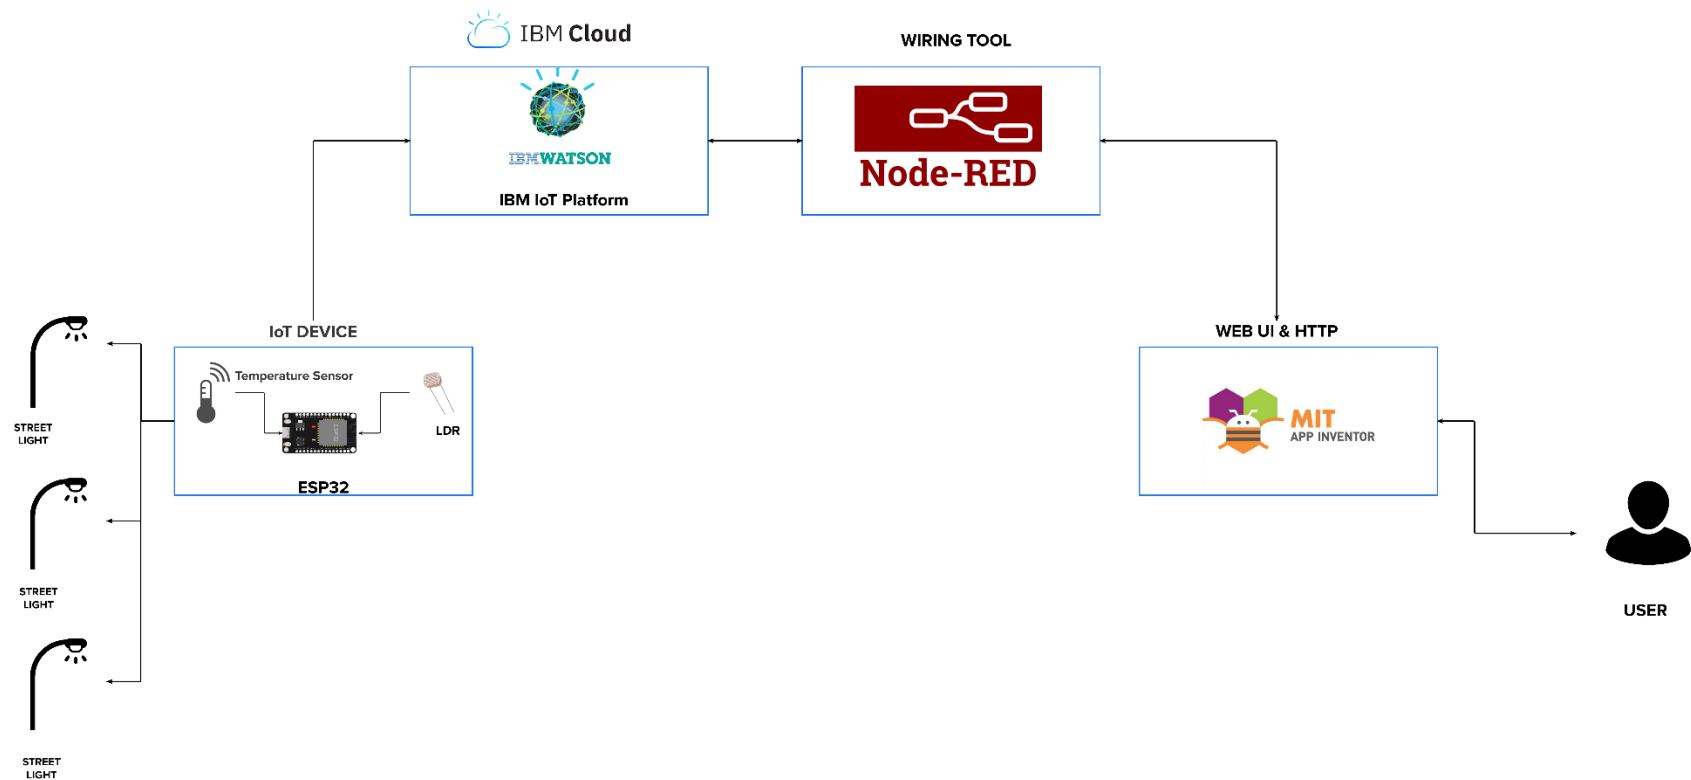 IBM Cloud
WIRING TOOL
IBM WATSON
IBM IoT Platform
Node-RED
IoT DEVICE
Temperature Sensor
LDR
ESP32
WEB UI & HTTP
MIT
APP INVENTOR
STREET
LIGHT
STREET
LIGHT
STREET
LIGHT
USER